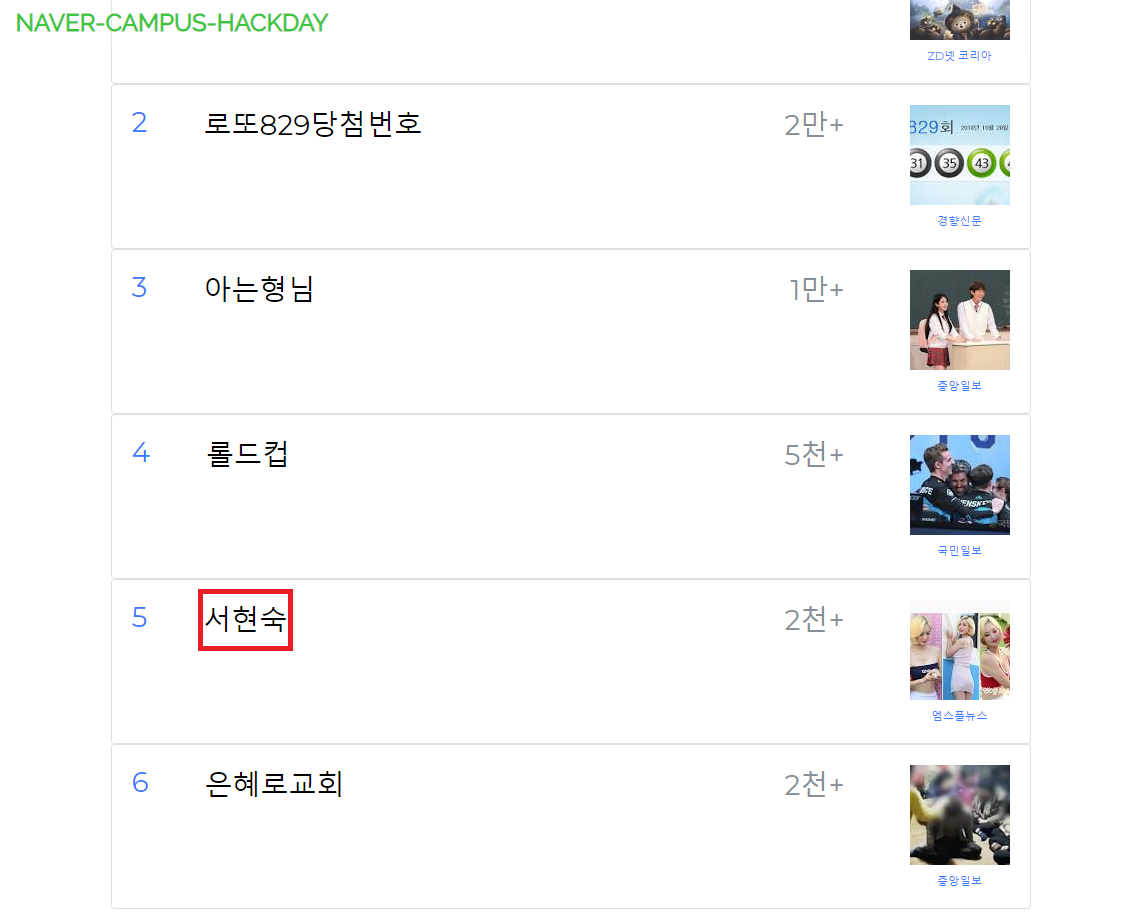 NAVER-CAMPUS-HACKDAY
ZD넷 코리아
2 로또829당첨번호 2만+
829회 2018년 10월 20일
31 35 43
경향신문
3 아는형님 1만+
중앙일보
4 롤드컵 5천+
국민일보
5 서현숙 2천+
엠스플뉴스
6 은혜로교회 2천+
중앙일보